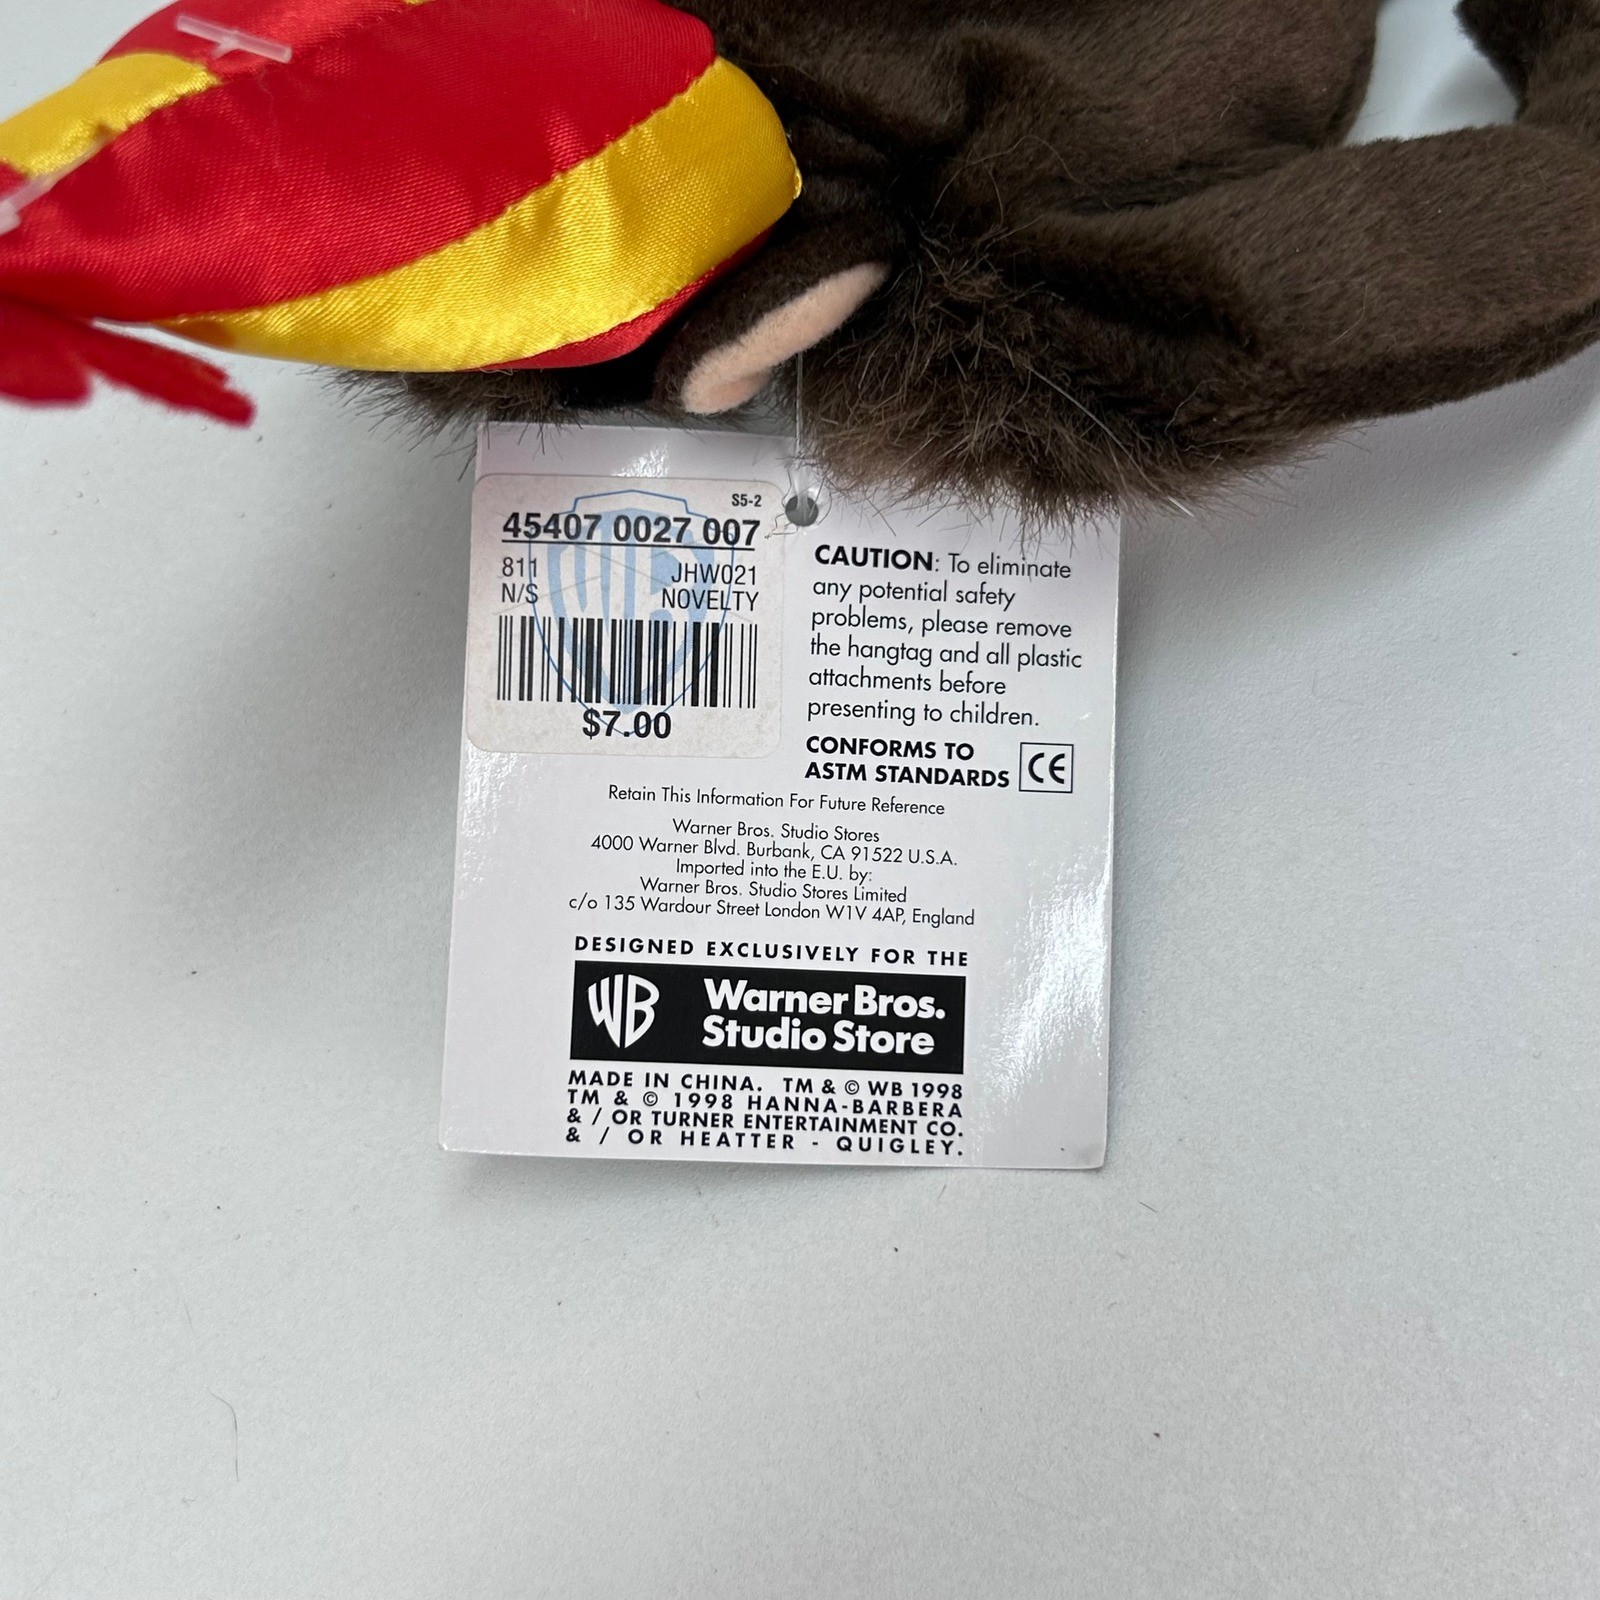 S5-2
45407 0027 007
811 JHW021
N/S NOVELTY
$7.00
CAUTION: To eliminate
any potential safety
problems, please remove
the hangtag and all plastic
attachments before
presenting to children.
CONFORMS TO
ASTM STANDARDS CE
Retain This Information For Future Reference
Warner Bros. Studio Stores
4000 Warner Blvd. Burbank, CA 91522 U.S.A.
Imported into the E.U. by:
Warner Bros. Studio Stores Limited
c/o 135 Wardour Street London W1V 4AP, England
DESIGNED EXCLUSIVELY FOR THE
WB Warner Bros.
Studio Store
MADE IN CHINA. TM & © WB 1998
TM & © 1998 HANNA-BARBERA
& / OR TURNER ENTERTAINMENT CO.
& / OR HEATTER - QUIGLEY.